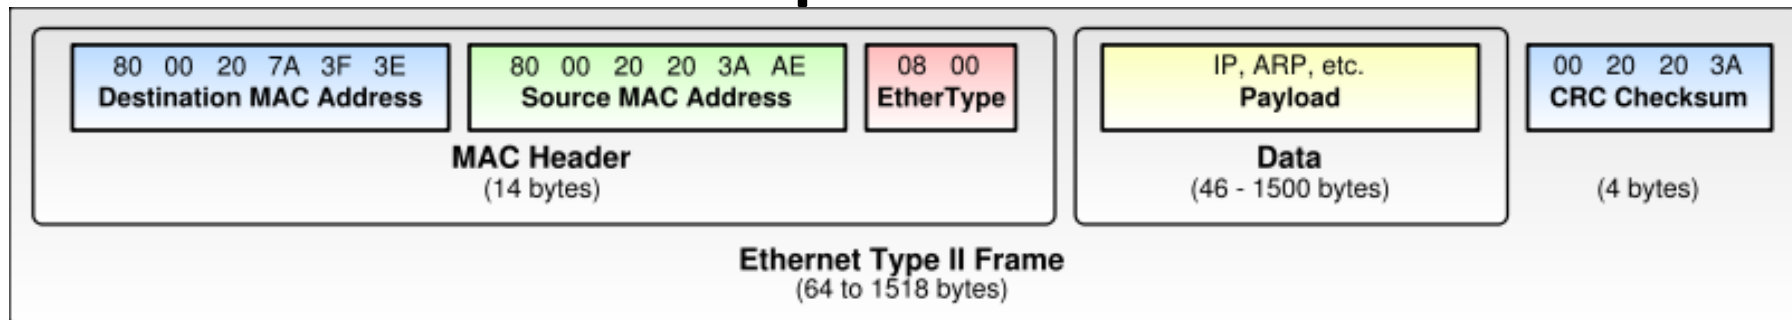 80 00 20 7A 3F 3E
Destination MAC Address
80 00 20 20 3A AE
Source MAC Address
08 00
EtherType
MAC Header
(14 bytes)
IP, ARP, etc.
Payload
Data
(46 - 1500 bytes)
00 20 20 3A
CRC Checksum
(4 bytes)
Ethernet Type II Frame
(64 to 1518 bytes)